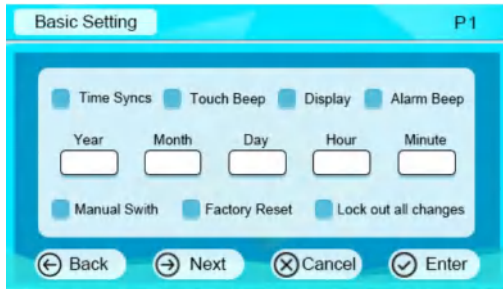 Basic Setting P1
Time Syncs Touch Beep Display Alarm Beep
Year Month Day Hour Minute
Manual Swith Factory Reset Lock out all changes
Back Next Cancel Enter